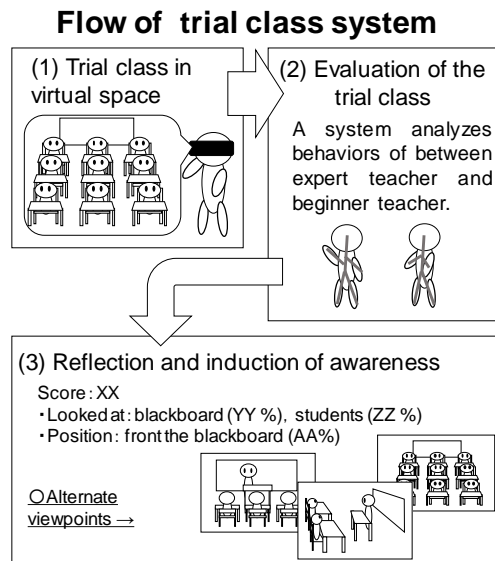 Flow of trial class system
(1) Trial class in
virtual space
(2) Evaluation of the
trial class
A system analyzes
behaviors of between
expert teacher and
beginner teacher.
(3) Reflection and induction of awareness
Score : XX
・Looked at : blackboard (YY %), students (ZZ %)
・Position : front the blackboard (AA%)
○Alternate
viewpoints →